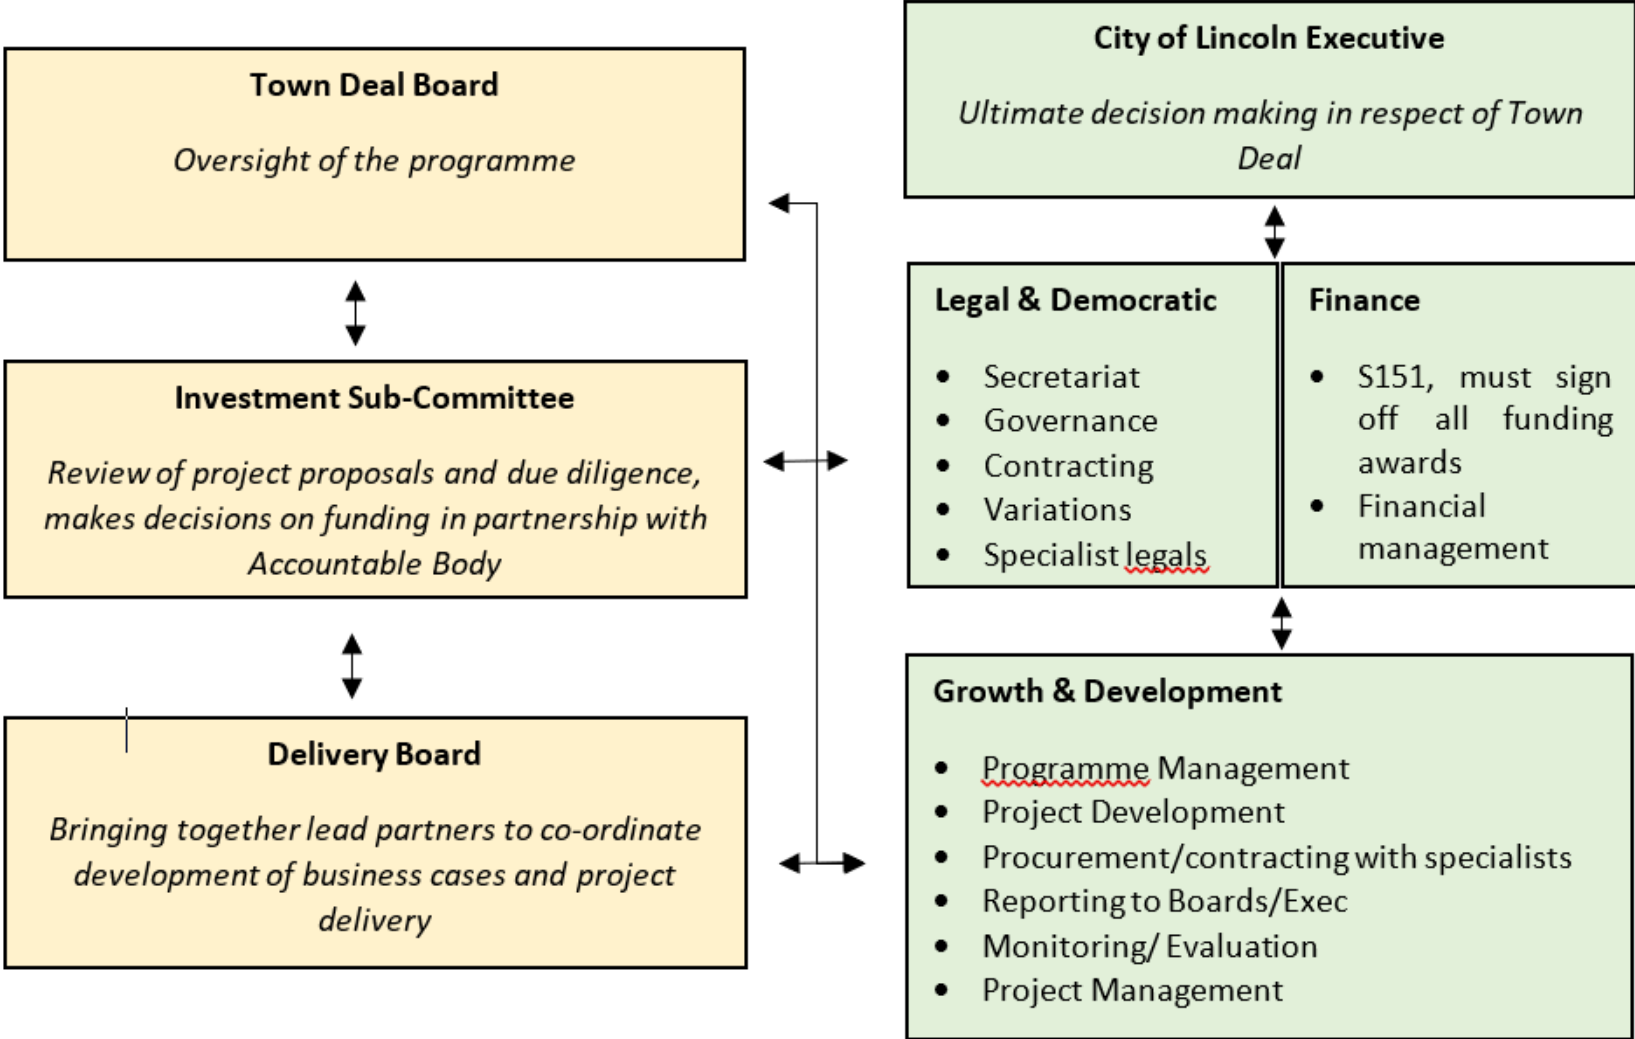 Town Deal Board
Oversight of the programme
Investment Sub-Committee
Review of project proposals and due diligence,
makes decisions on funding in partnership with
Accountable Body
Delivery Board
Bringing together lead partners to co-ordinate
development of business cases and project
delivery
City of Lincoln Executive
Ultimate decision making in respect of Town
Deal
Legal & Democratic
• Secretariat
• Governance
• Contracting
• Variations
• Specialist legals
Finance
• S151, must sign
off all funding
awards
• Financial
management
Growth & Development
• Programme Management
• Project Development
• Procurement/contracting with specialists
• Reporting to Boards/Exec
• Monitoring/ Evaluation
• Project Management